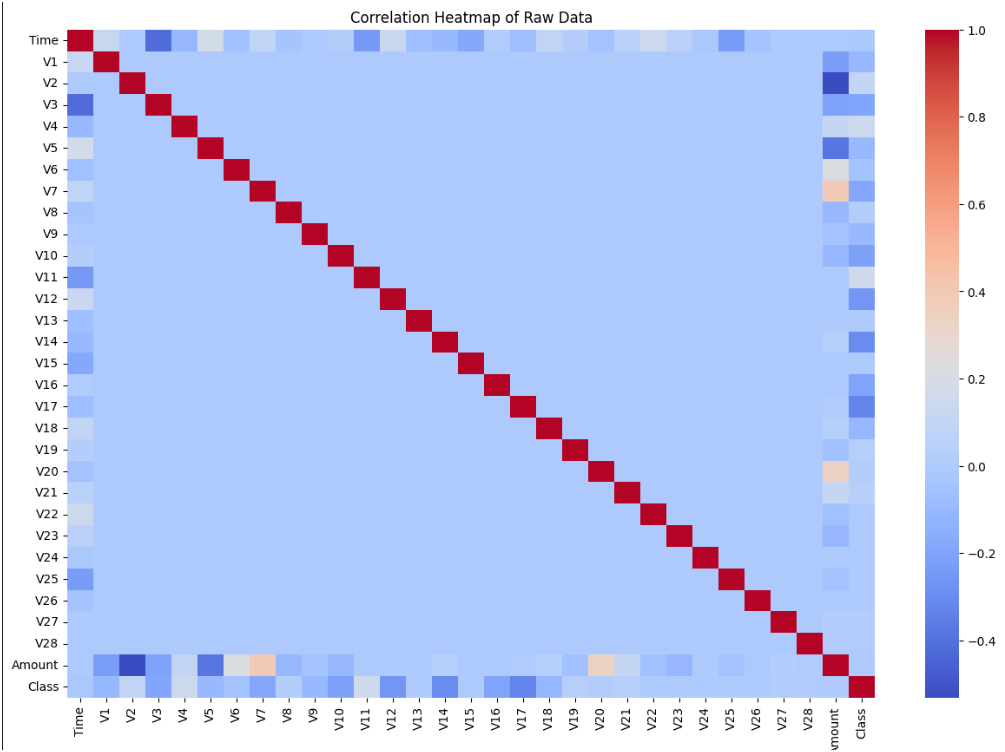 Correlation Heatmap of Raw Data
Time
V1
V2
V3
V4
V5
V6
V7
V8
V9
V10
V11
V12
V13
V14
V15
V16
V17
V18
V19
V20
V21
V22
V23
V24
V25
V26
V27
V28
Amount
Class
Time
V1
V2
V3
V4
V5
V6
V7
V8
V9
V10
V11
V12
V13
V14
V15
V16
V17
V18
V19
V20
V21
V22
V23
V24
V25
V26
V27
V28
Amount
Class
1.0
0.8
0.6
0.4
0.2
0.0
−0.2
−0.4